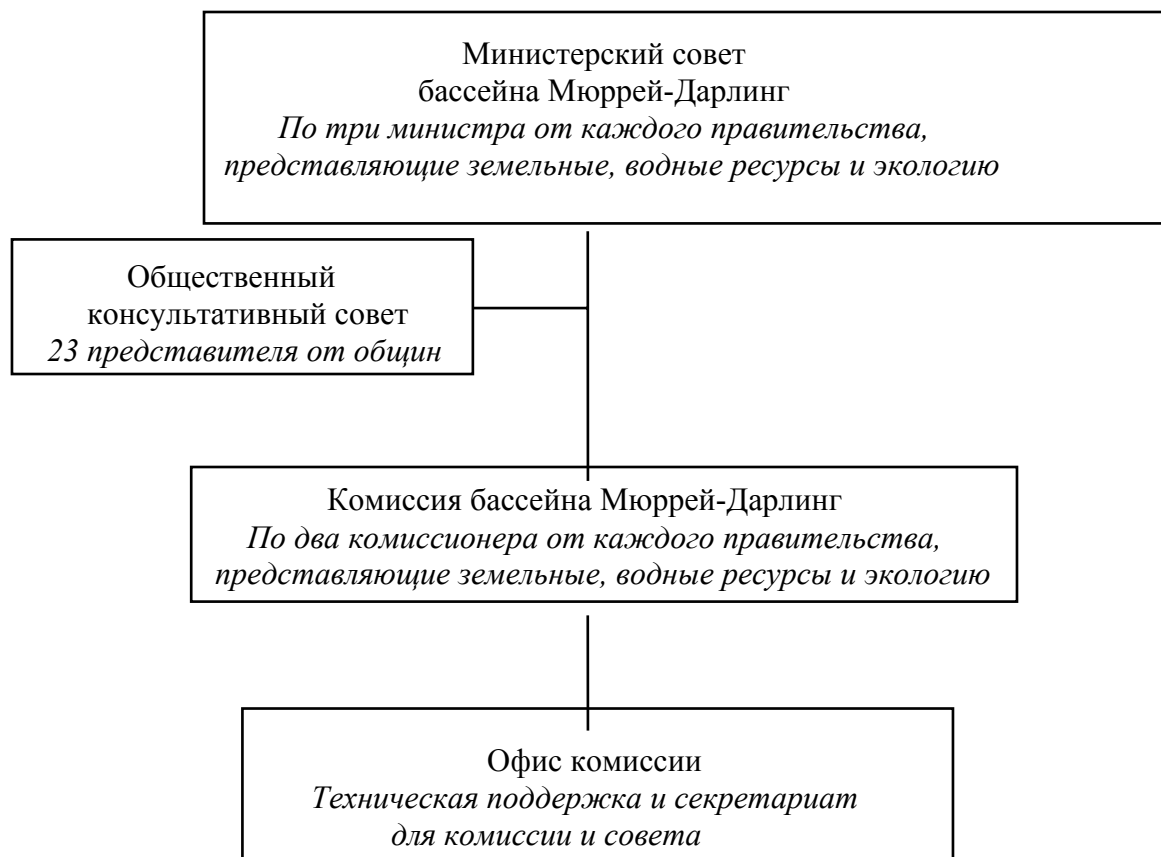 Министерский совет
бассейна Мюррей-Дарлинг
По три министра от каждого правительства,
представляющие земельные, водные ресурсы и экологию
Общественный
консультативный совет
23 представителя от общин
Комиссия бассейна Мюррей-Дарлинг
По два комиссионера от каждого правительства,
представляющие земельные, водные ресурсы и экологию
Офис комиссии
Техническая поддержка и секретариат
для комиссии и совета